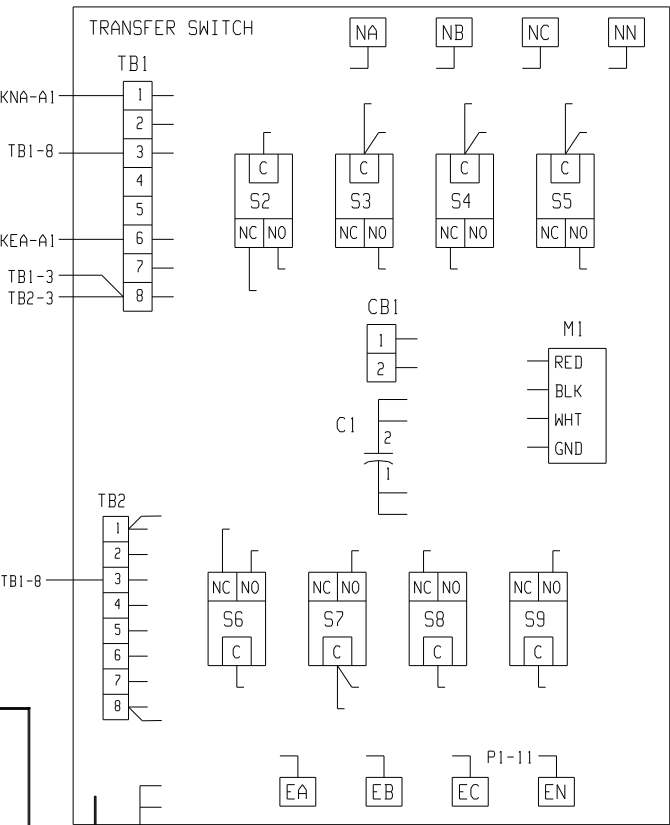 TRANSFER SWITCH
NA NB NC NN
TB1
KNA-A1 1
2
TB1-8 3
4
5
KEA-A1 6
7
TB1-3
TB2-3 8
C C C C
S2 S3 S4 S5
NC NO NC NO NC NO NC NO
CB1
1
2
M1
RED
BLK
WHT
GND
C1
2
1
TB2
1
2
TB1-8 3
4
5
6
7
8
NC NO NC NO NC NO NC NO
S6 S7 S8 S9
C C C C
P1-11
EA EB EC EN